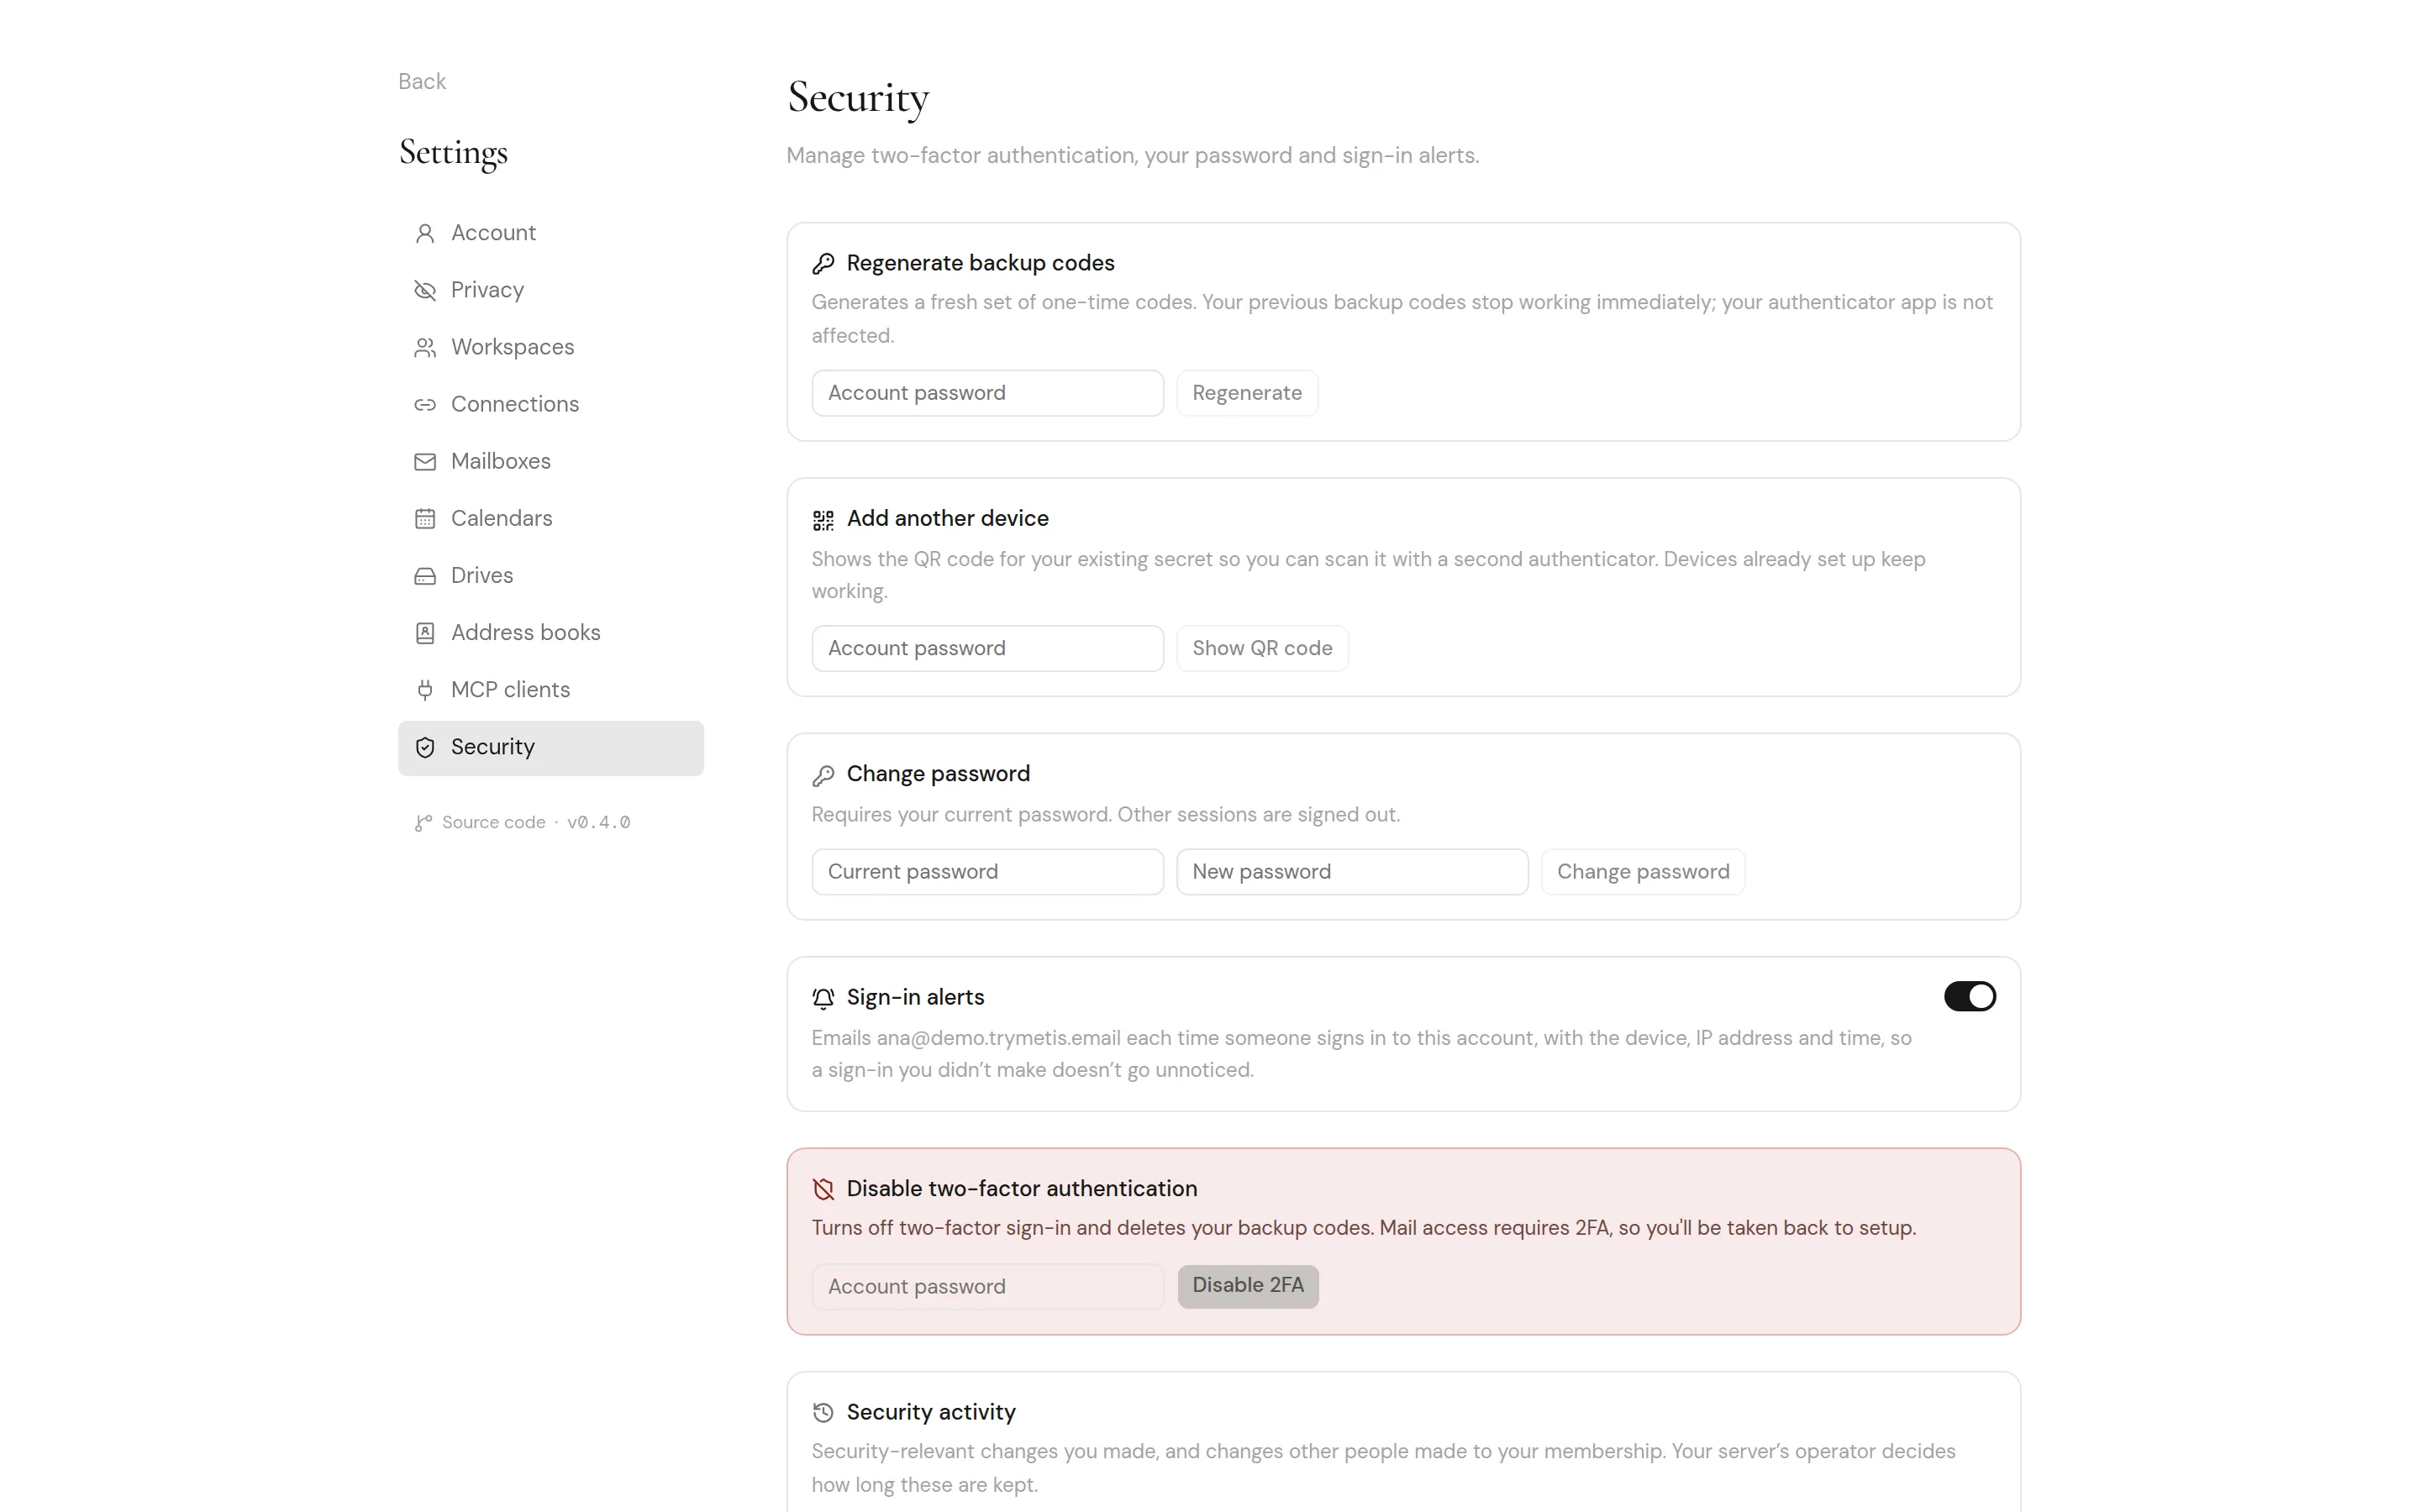 Back
Settings
Account
Privacy
Workspaces
Connections
Mailboxes
Calendars
Drives
Address books
MCP clients
Security
Source code · v0.4.0
Security
Manage two-factor authentication, your password and sign-in alerts.
Regenerate backup codes
Generates a fresh set of one-time codes. Your previous backup codes stop working immediately; your authenticator app is not
affected.
Account password
Regenerate
Add another device
Shows the QR code for your existing secret so you can scan it with a second authenticator. Devices already set up keep
working.
Account password
Show QR code
Change password
Requires your current password. Other sessions are signed out.
Current password
New password
Change password
Sign-in alerts
Emails ana@demo.trymetis.email each time someone signs in to this account, with the device, IP address and time, so
a sign-in you didn’t make doesn’t go unnoticed.
Disable two-factor authentication
Turns off two-factor sign-in and deletes your backup codes. Mail access requires 2FA, so you'll be taken back to setup.
Account password
Disable 2FA
Security activity
Security-relevant changes you made, and changes other people made to your membership. Your server’s operator decides
how long these are kept.